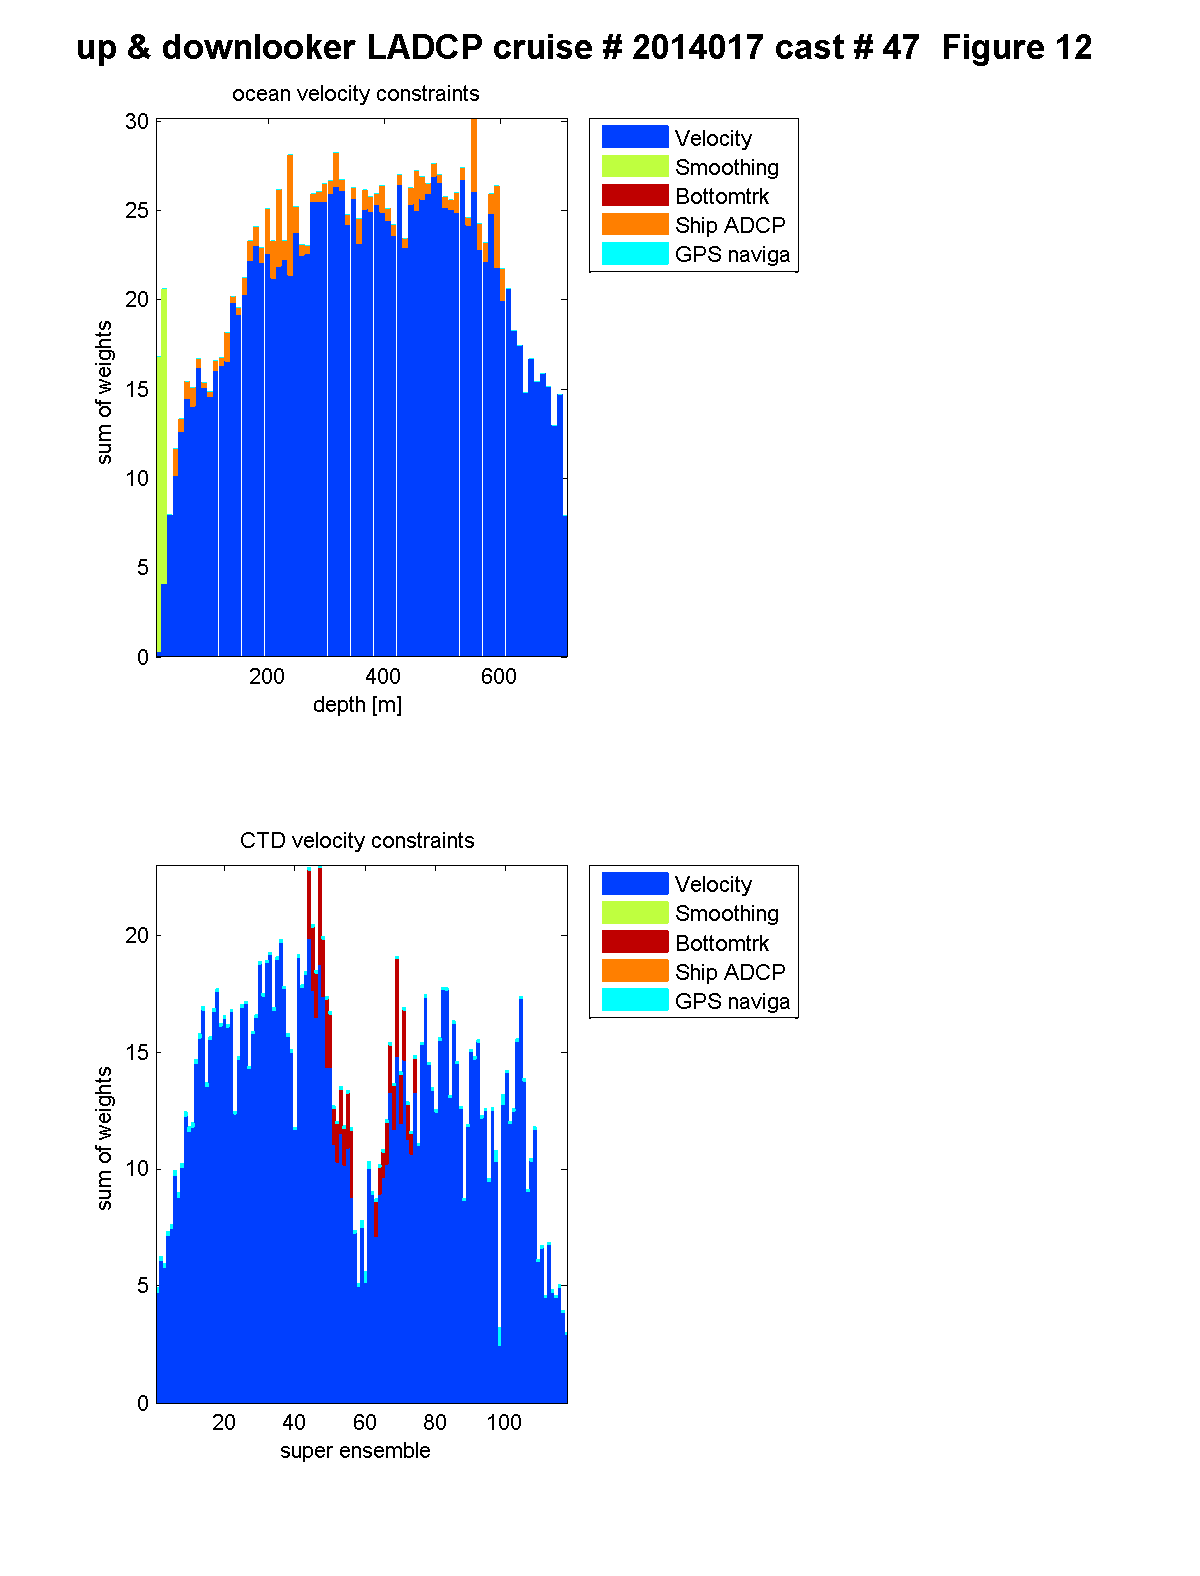 up & downlooker LADCP cruise # 2014017 cast # 47  Figure 12
ocean velocity constraints
30
25
20
15
10
5
0
sum of weights
200 400 600
depth [m]
Velocity
Smoothing
Bottomtrk
Ship ADCP
GPS naviga
CTD velocity constraints
20
15
10
5
0
sum of weights
20 40 60 80 100
super ensemble
Velocity
Smoothing
Bottomtrk
Ship ADCP
GPS naviga